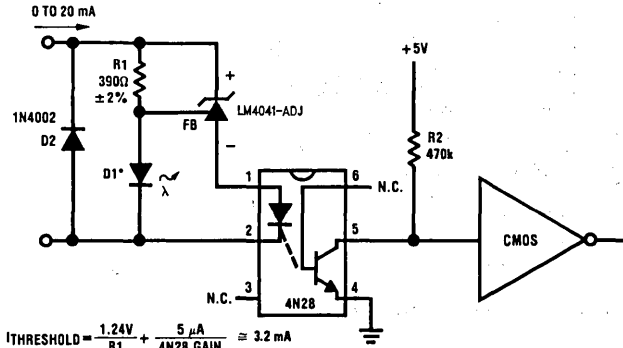 0 TO 20 mA
R1
390Ω
±2%
+
LM4041-ADJ
FB
−
1N4002
D2
D1*
λ
+5V
R2
470k
1
6
N.C.
2
5
CMOS
N.C.
3
4
4N28
ITHRESHOLD = 1.24V / R1 + 5 μA / 4N28 GAIN ≅ 3.2 mA